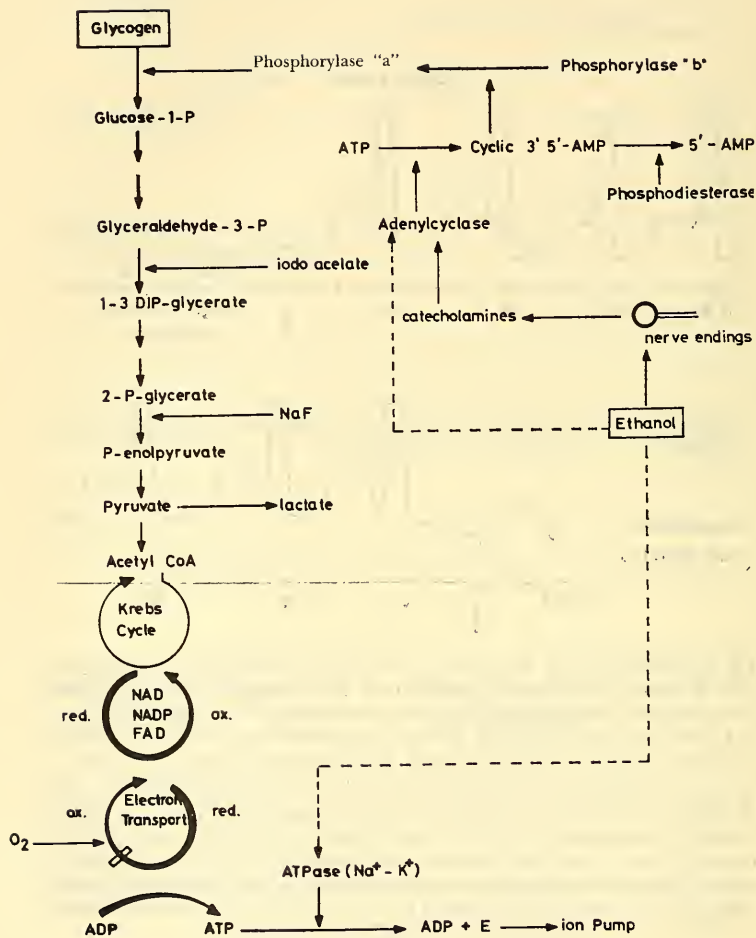 Glycogen
Phosphorylase "a"
Phosphorylase "b"
Glucose-1-P
ATP
Cyclic 3' 5'-AMP
5'-AMP
Phosphodiesterase
Glyceraldehyde-3-P
Adenylcyclase
iodo acelate
1-3 DIP-glycerate
catecholamines
nerve endings
2-P-glycerate
NaF
Ethanol
P-enolpyruvate
Pyruvate
lactate
Acetyl CoA
Krebs
Cycle
red.
NAD
NADP
FAD
ox.
ox.
Electron
Transport
red.
O2
ATPase (Na+ - K+)
ADP
ATP
ADP + E
ion Pump